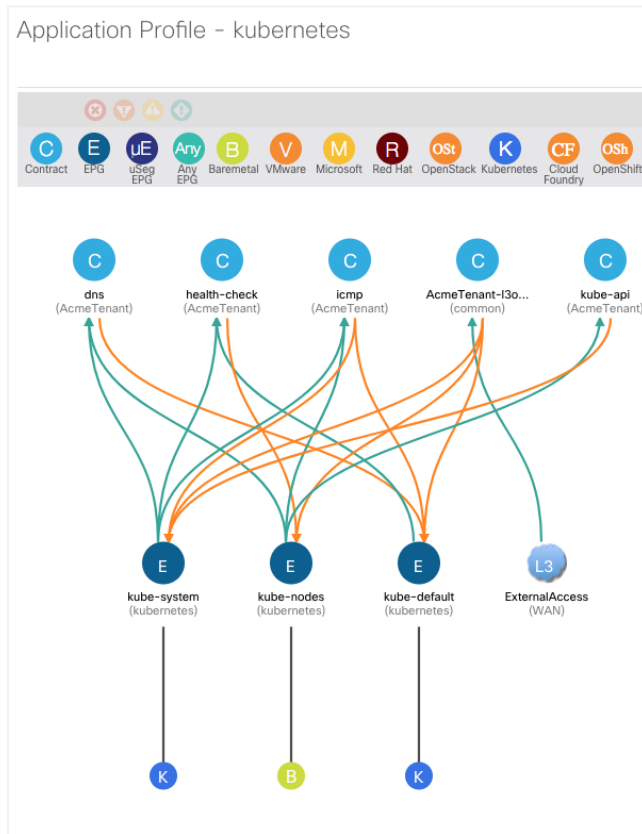 Application Profile - kubernetes
C E µE Any B V M R OSt OpenStack K CF OSh
Contract EPG uSeg EPG Any EPG Baremetal VMware Microsoft Red Hat OpenStack Kubernetes Cloud Foundry OpenShift
C C C C C
dns health-check icmp AcmeTenant-l3o... kube-api
(AcmeTenant) (AcmeTenant) (AcmeTenant) (common) (AcmeTenant)
E E E L3
kube-system kube-nodes kube-default ExternalAccess
(kubernetes) (kubernetes) (kubernetes) (WAN)
K B K